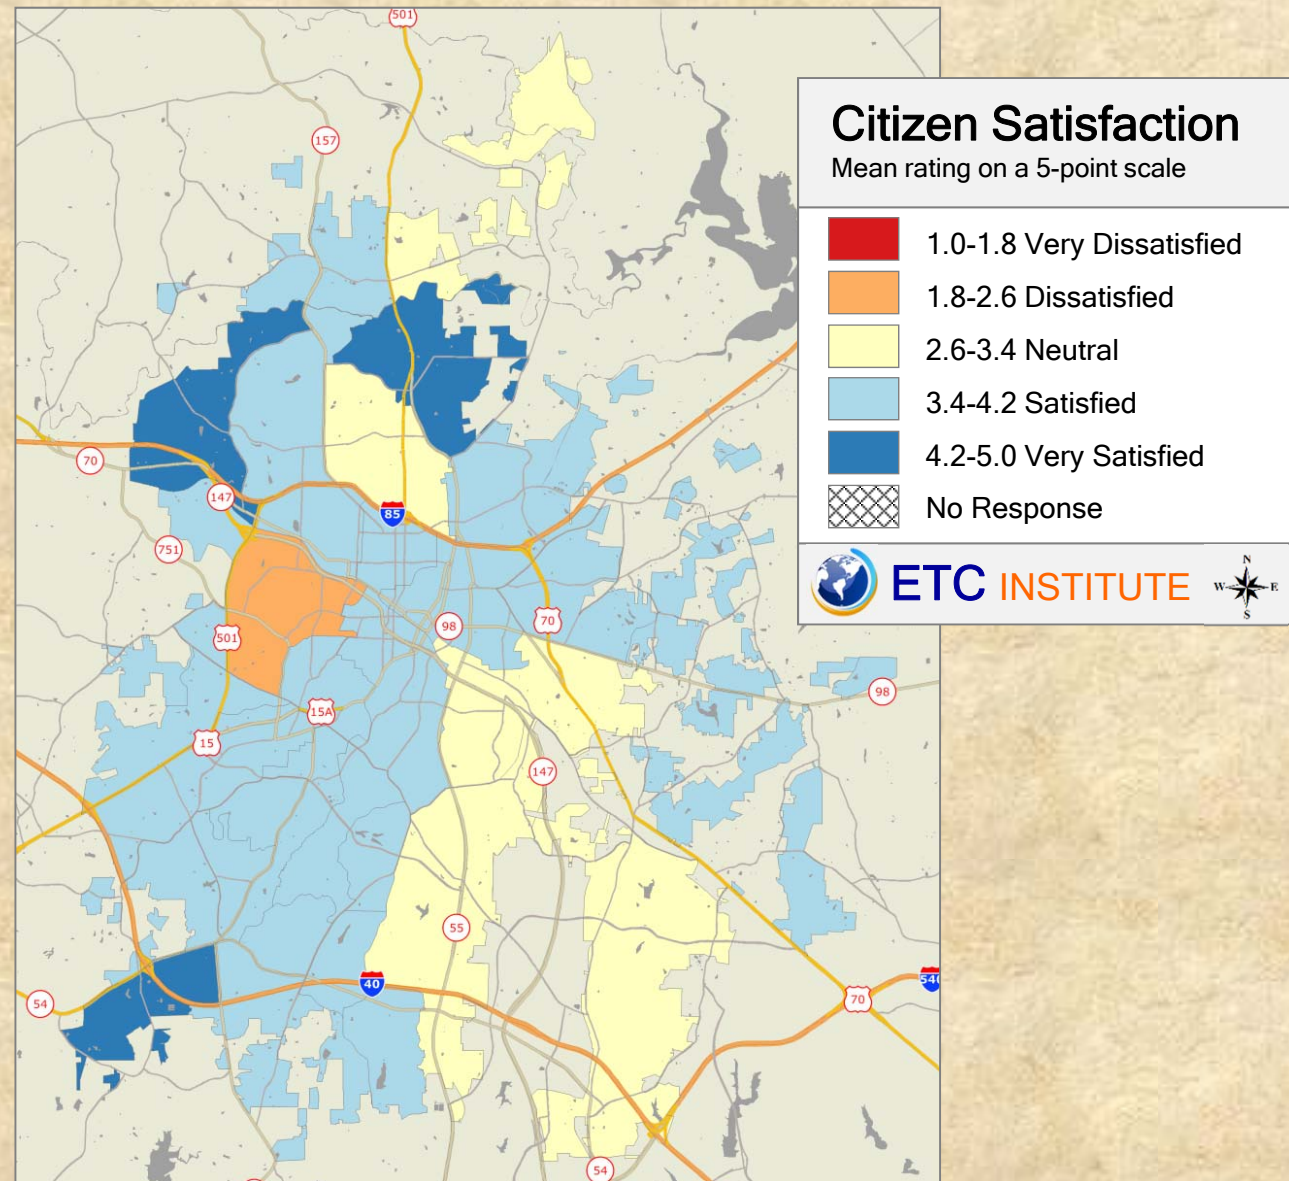 501
157
Citizen Satisfaction
Mean rating on a 5-point scale
1.0-1.8 Very Dissatisfied
1.8-2.6 Dissatisfied
2.6-3.4 Neutral
3.4-4.2 Satisfied
4.2-5.0 Very Satisfied
No Response
ETC INSTITUTE
N
W E
S
70
147
85
751
501
98
70
98
15A
15
147
55
40
54
70
540
54